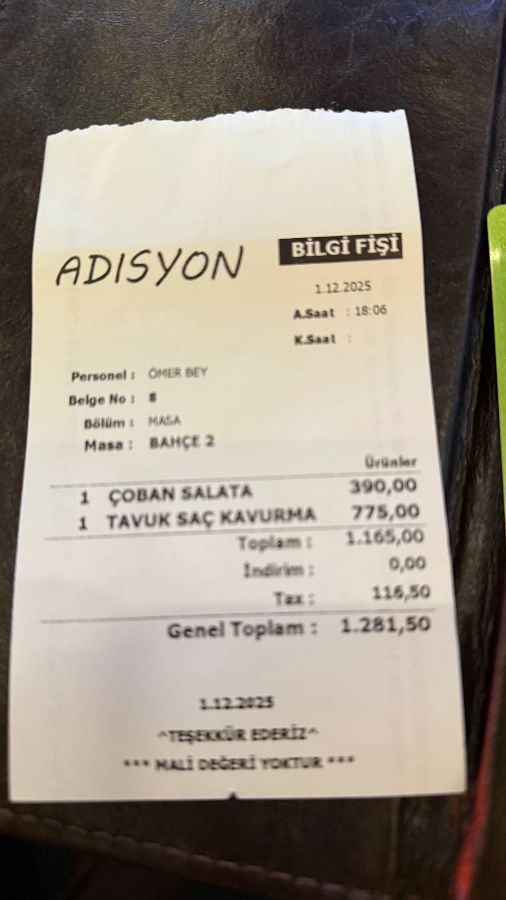 ADISYON
BİLGİ FİŞİ
1.12.2025
A.Saat : 18:06
K.Saat :
Personel : ÖMER BEY
Belge No : 8
Bölüm : MASA
Masa : BAHÇE 2
Ürünler
1 ÇOBAN SALATA 390,00
1 TAVUK SAÇ KAVURMA 775,00
Toplam : 1.165,00
İndirim : 0,00
Tax : 116,50
Genel Toplam : 1.281,50
1.12.2025
^TEŞEKKÜR EDERİZ^
*** MALİ DEĞERİ YOKTUR ***